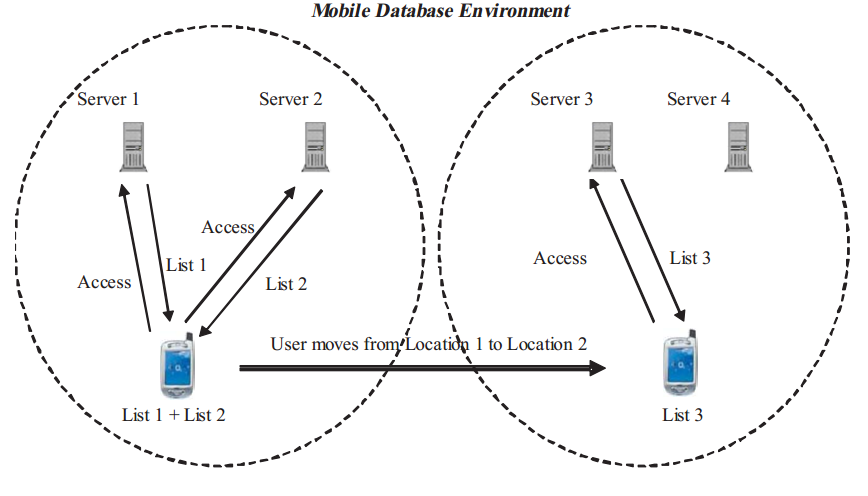 Mobile Database Environment
Server 1
Server 2
Server 3
Server 4
Access
List 1
Access
List 2
Access
List 3
User moves from Location 1 to Location 2
List 1 + List 2
List 3